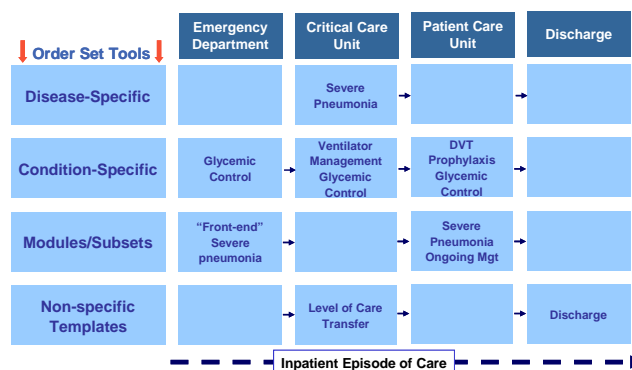 Emergency
Department
Critical Care
Unit
Patient Care
Unit
Discharge
Order Set Tools
Disease-Specific
Severe
Pneumonia
Condition-Specific
Glycemic
Control
Ventilator
Management
Glycemic
Control
DVT
Prophylaxis
Glycemic
Control
Modules/Subsets
“Front-end”
Severe
pneumonia
Severe
Pneumonia
Ongoing Mgt
Non-specific
Templates
Level of Care
Transfer
Discharge
Inpatient Episode of Care